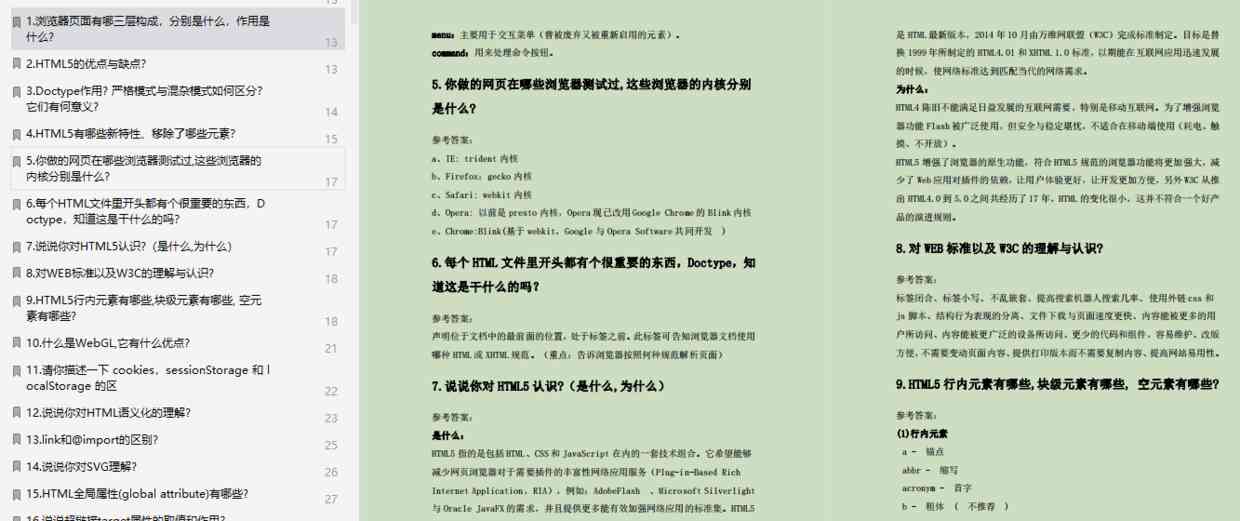 1.浏览器页面有哪三层构成，分别是什么，作用是
什么?
13
2.HTML5的优点与缺点?
13
3.Doctype作用? 严格模式与混杂模式如何区分?
它们有何意义?
14
4.HTML5有哪些新特性、移除了哪些元素?
15
5.你做的网页在哪些浏览器测试过,这些浏览器的
内核分别是什么?
17
6.每个HTML文件里开头都有个很重要的东西，D
octype，知道这是干什么的吗?
17
7.说说你对HTML5认识?（是什么,为什么）
17
8.对WEB标准以及W3C的理解与认识?
18
9.HTML5行内元素有哪些,块级元素有哪些, 空元
素有哪些?
18
10.什么是WebGL,它有什么优点?
21
11.请你描述一下 cookies，sessionStorage 和 l
ocalStorage 的区
22
12.说说你对HTML语义化的理解?
23
13.link和@import的区别?
25
14.说说你对SVG理解?
26
15.HTML全局属性(global attribute)有哪些?
27
16.说说超链接target属性的取值和作用?
menu：主要用于交互菜单（曾被废弃又被重新启用的元素）。
command：用来处理命令按钮。
5.你做的网页在哪些浏览器测试过,这些浏览器的内核分别
是什么?
参考答案：
a、IE: trident 内核
b、Firefox：gecko 内核
c、Safari: webkit 内核
d、Opera: 以前是 presto 内核，Opera 现已改用 Google Chrome 的 Blink 内核
e、Chrome:Blink(基于 webkit，Google 与 Opera Software 共同开发 )
6.每个 HTML 文件里开头都有个很重要的东西，Doctype，知
道这是干什么的吗？
参考答案：
声明位于文档中的最前面的位置，处于标签之前。此标签可告知浏览器文档使用
哪种 HTML 或 XHTML 规范。（重点：告诉浏览器按照何种规范解析页面）
7.说说你对 HTML5 认识?（是什么,为什么）
参考答案：
是什么：
HTML5 指的是包括 HTML、CSS 和 JavaScript 在内的一套技术组合。它希望能够
减少网页浏览器对于需要插件的丰富性网络应用服务（Plug-in-Based Rich
Internet Application，RIA），例如：AdobeFlash 、Microsoft Silverlight
与 Oracle JavaFX 的需求，并且提供更多能有效加强网络应用的标准集。HTML5
是 HTML 最新版本，2014 年 10 月由万维网联盟（W3C）完成标准制定。目标是替
换 1999 年所制定的 HTML4.01 和 XHTML 1.0 标准，以期能在互联网应用迅速发展
的时候，使网络标准达到匹配当代的网络需求。
为什么：
HTML4 陈旧不能满足日益发展的互联网需要，特别是移动互联网。为了增强浏览
器功能 Flash 被广泛使用，但安全与稳定堪忧，不适合在移动端使用（耗电、触
摸、不开放）。
HTML5 增强了浏览器的原生功能，符合 HTML5 规范的浏览器功能将更加强大，减
少了 Web 应用对插件的依赖，让用户体验更好，让开发更加方便，另外 W3C 从推
出 HTML4.0 到 5.0 之间共经历了 17 年，HTML 的变化很小，这并不符合一个好产
品的演进规则。
8.对 WEB 标准以及 W3C 的理解与认识?
参考答案：
标签闭合、标签小写、不乱嵌套、提高搜索机器人搜索几率、使用外链 css 和
js 脚本、结构行为表现的分离、文件下载与页面速度更快、内容能被更多的用
户所访问、内容能被更广泛的设备所访问、更少的代码和组件，容易维护、改版
方便，不需要变动页面内容、提供打印版本而不需要复制内容、提高网站易用性。
9.HTML5 行内元素有哪些,块级元素有哪些, 空元素有哪些?
参考答案：
(1)行内元素
a - 锚点
abbr - 缩写
acronym - 首字
b - 粗体 ( 不推荐 )